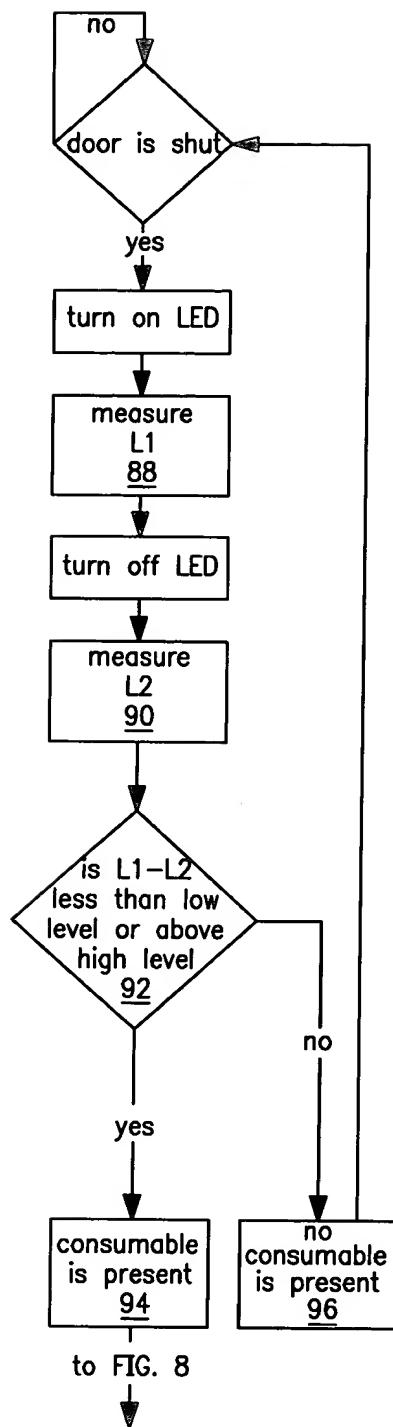 no
door is shut
yes
turn on LED
measure
L1
88
turn off LED
measure
L2
90
is L1-L2
less than low
level or above
high level
92
no
yes
consumable
is present
94
no
consumable
is present
96
to FIG. 8